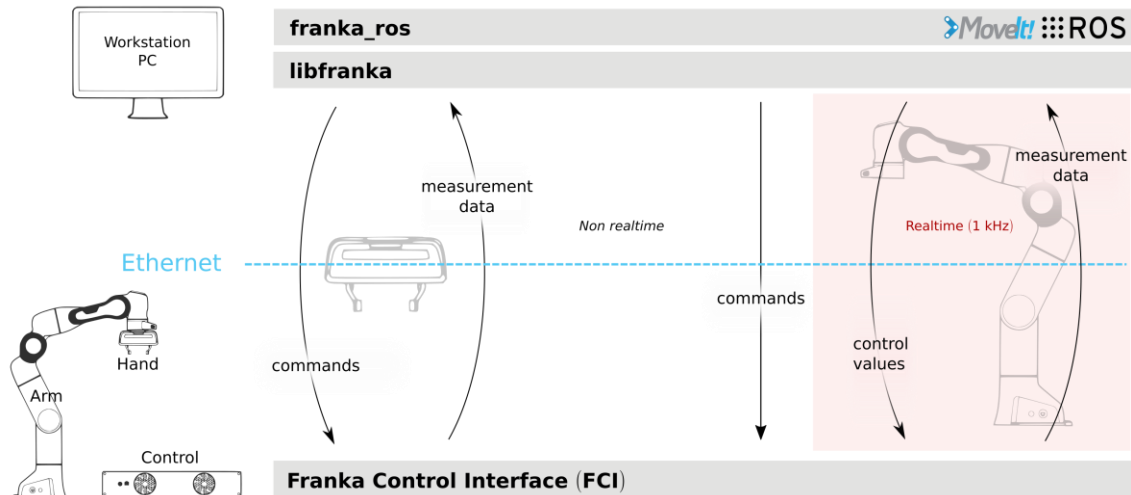 Workstation
PC
franka_ros
MoveIt! ROS
libfranka
measurement
data
Non realtime
measurement
data
Realtime (1 kHz)
Ethernet
commands
commands
control
values
Hand
Arm
Control
Franka Control Interface (FCI)